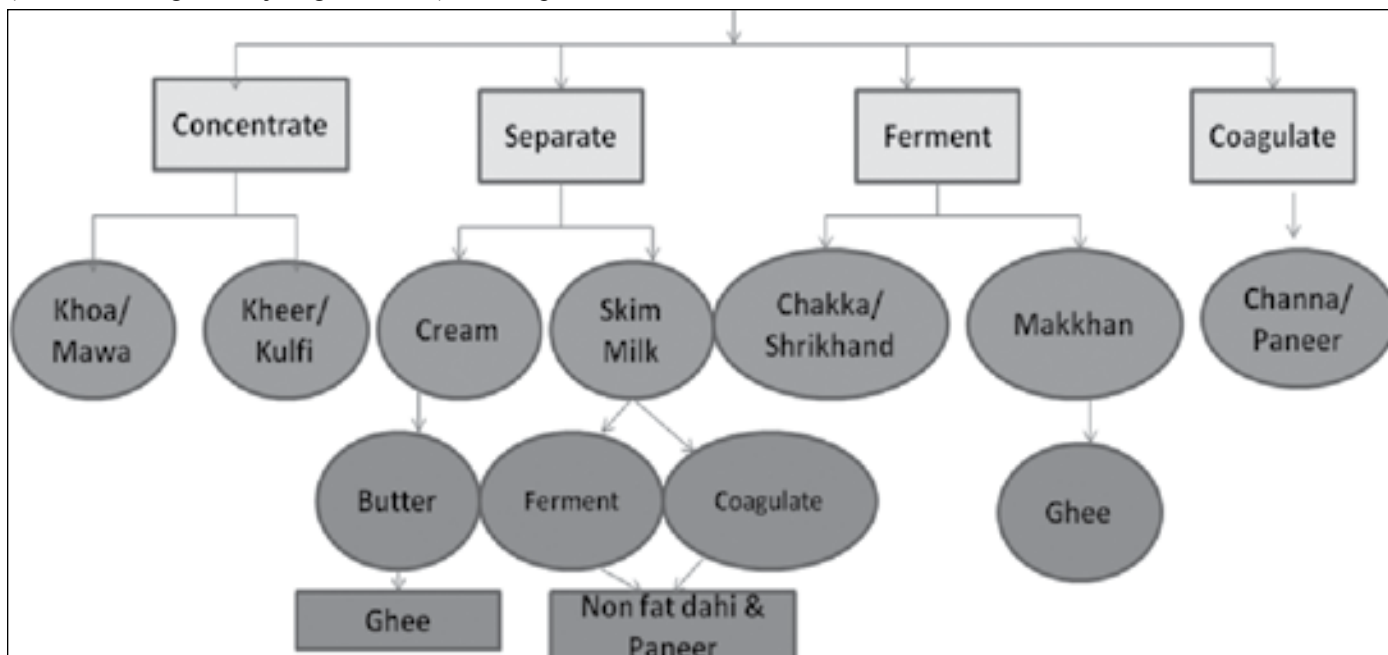 Concentrate
Separate
Ferment
Coagulate
Khoa/
Mawa
Kheer/
Kulfi
Cream
Skim
Milk
Chakka/
Shrikhand
Makkhan
Channa/
Paneer
Butter
Ferment
Coagulate
Ghee
Ghee
Non fat dahi &
Paneer